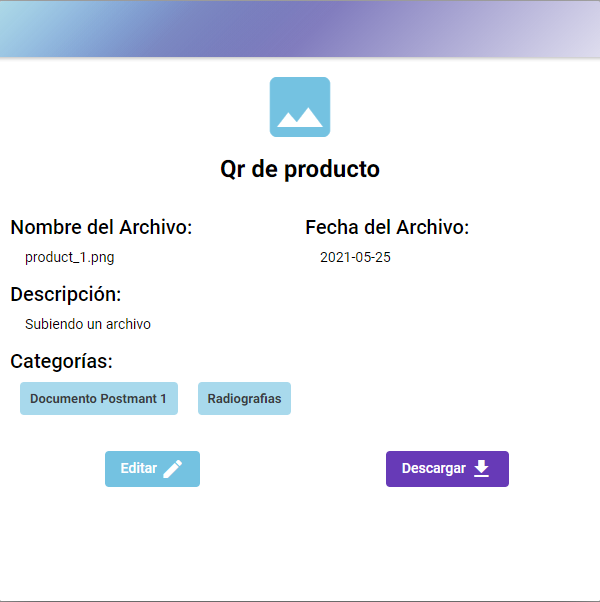 Qr de producto
Nombre del Archivo:
product_1.png
Fecha del Archivo:
2021-05-25
Descripción:
Subiendo un archivo
Categorías:
Documento Postmant 1
Radiografias
Editar
Descargar